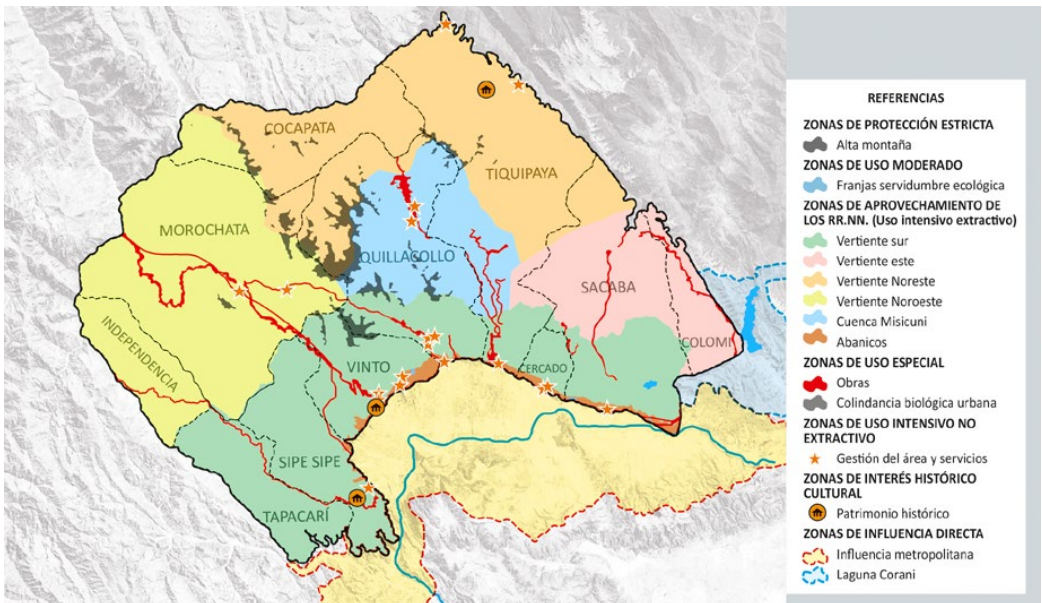 COCAPATA
TIQUIPAYA
MOROCHATA
QUILLACOLLO
SACABA
INDEPENDENCIA
VINTO
CERCADO
COLOMI
SIPE SIPE
TAPACARÍ
REFERENCIAS
ZONAS DE PROTECCIÓN ESTRICTA
Alta montaña
ZONAS DE USO MODERADO
Franjas servidumbre ecológica
ZONAS DE APROVECHAMIENTO DE
LOS RR.NN. (Uso intensivo extractivo)
Vertiente sur
Vertiente este
Vertiente Noreste
Vertiente Noroeste
Cuenca Misicuni
Abanicos
ZONAS DE USO ESPECIAL
Obras
Colindancia biológica urbana
ZONAS DE USO INTENSIVO NO
EXTRACTIVO
Gestión del área y servicios
ZONAS DE INTERÉS HISTÓRICO
CULTURAL
Patrimonio histórico
ZONAS DE INFLUENCIA DIRECTA
Influencia metropolitana
Laguna Corani